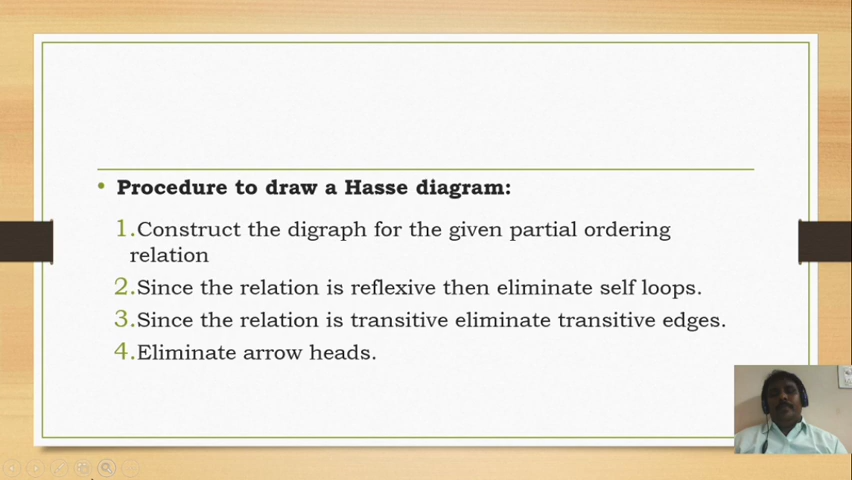 • Procedure to draw a Hasse diagram:
1.Construct the digraph for the given partial ordering
relation
2.Since the relation is reflexive then eliminate self loops.
3.Since the relation is transitive eliminate transitive edges.
4.Eliminate arrow heads.